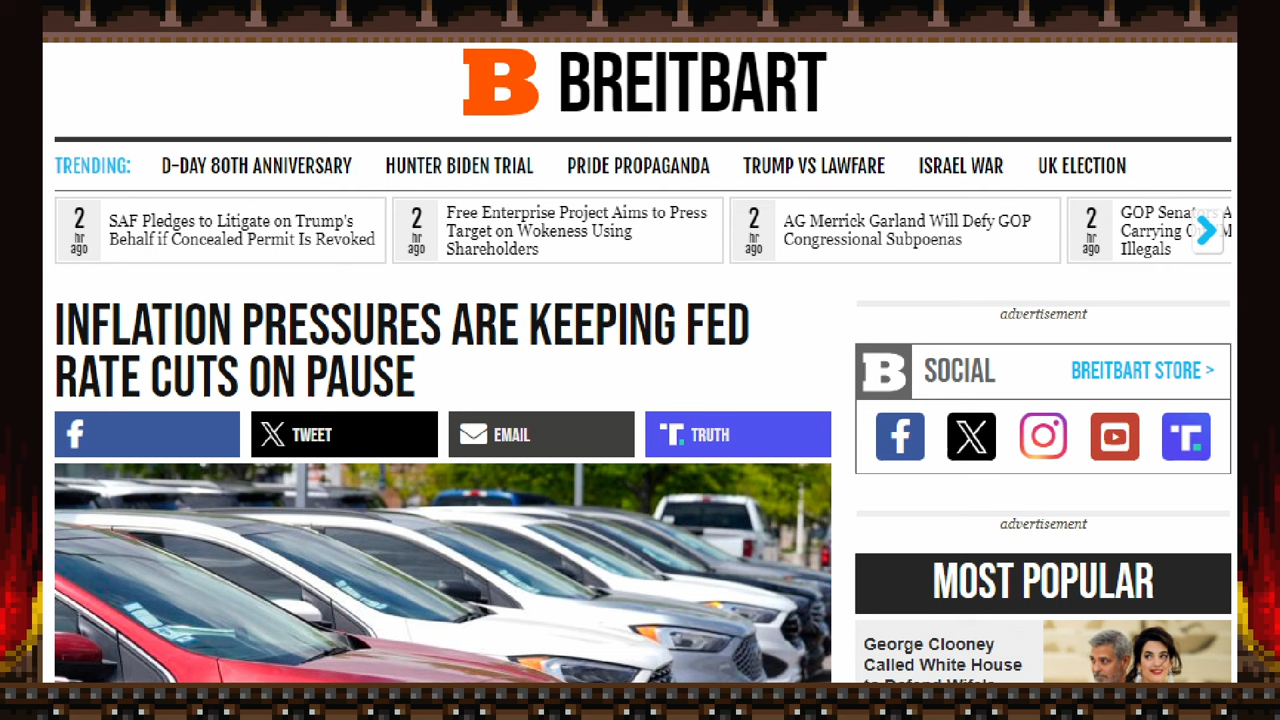 B BREITBART
TRENDING: D-DAY 80TH ANNIVERSARY HUNTER BIDEN TRIAL PRIDE PROPAGANDA TRUMP VS LAWFARE ISRAEL WAR UK ELECTION
2 hr ago
SAF Pledges to Litigate on Trump's
Behalf if Concealed Permit Is Revoked
2 hr ago
Free Enterprise Project Aims to Press
Target on Wokeness Using
Shareholders
2 hr ago
AG Merrick Garland Will Defy GOP
Congressional Subpoenas
2 hr ago
GOP Senators
Carrying
Illegals
INFLATION PRESSURES ARE KEEPING FED
RATE CUTS ON PAUSE
TWEET EMAIL TRUTH
advertisement
B SOCIAL BREITBART STORE >
advertisement
MOST POPULAR
George Clooney
Called White House
to Defend Wife's